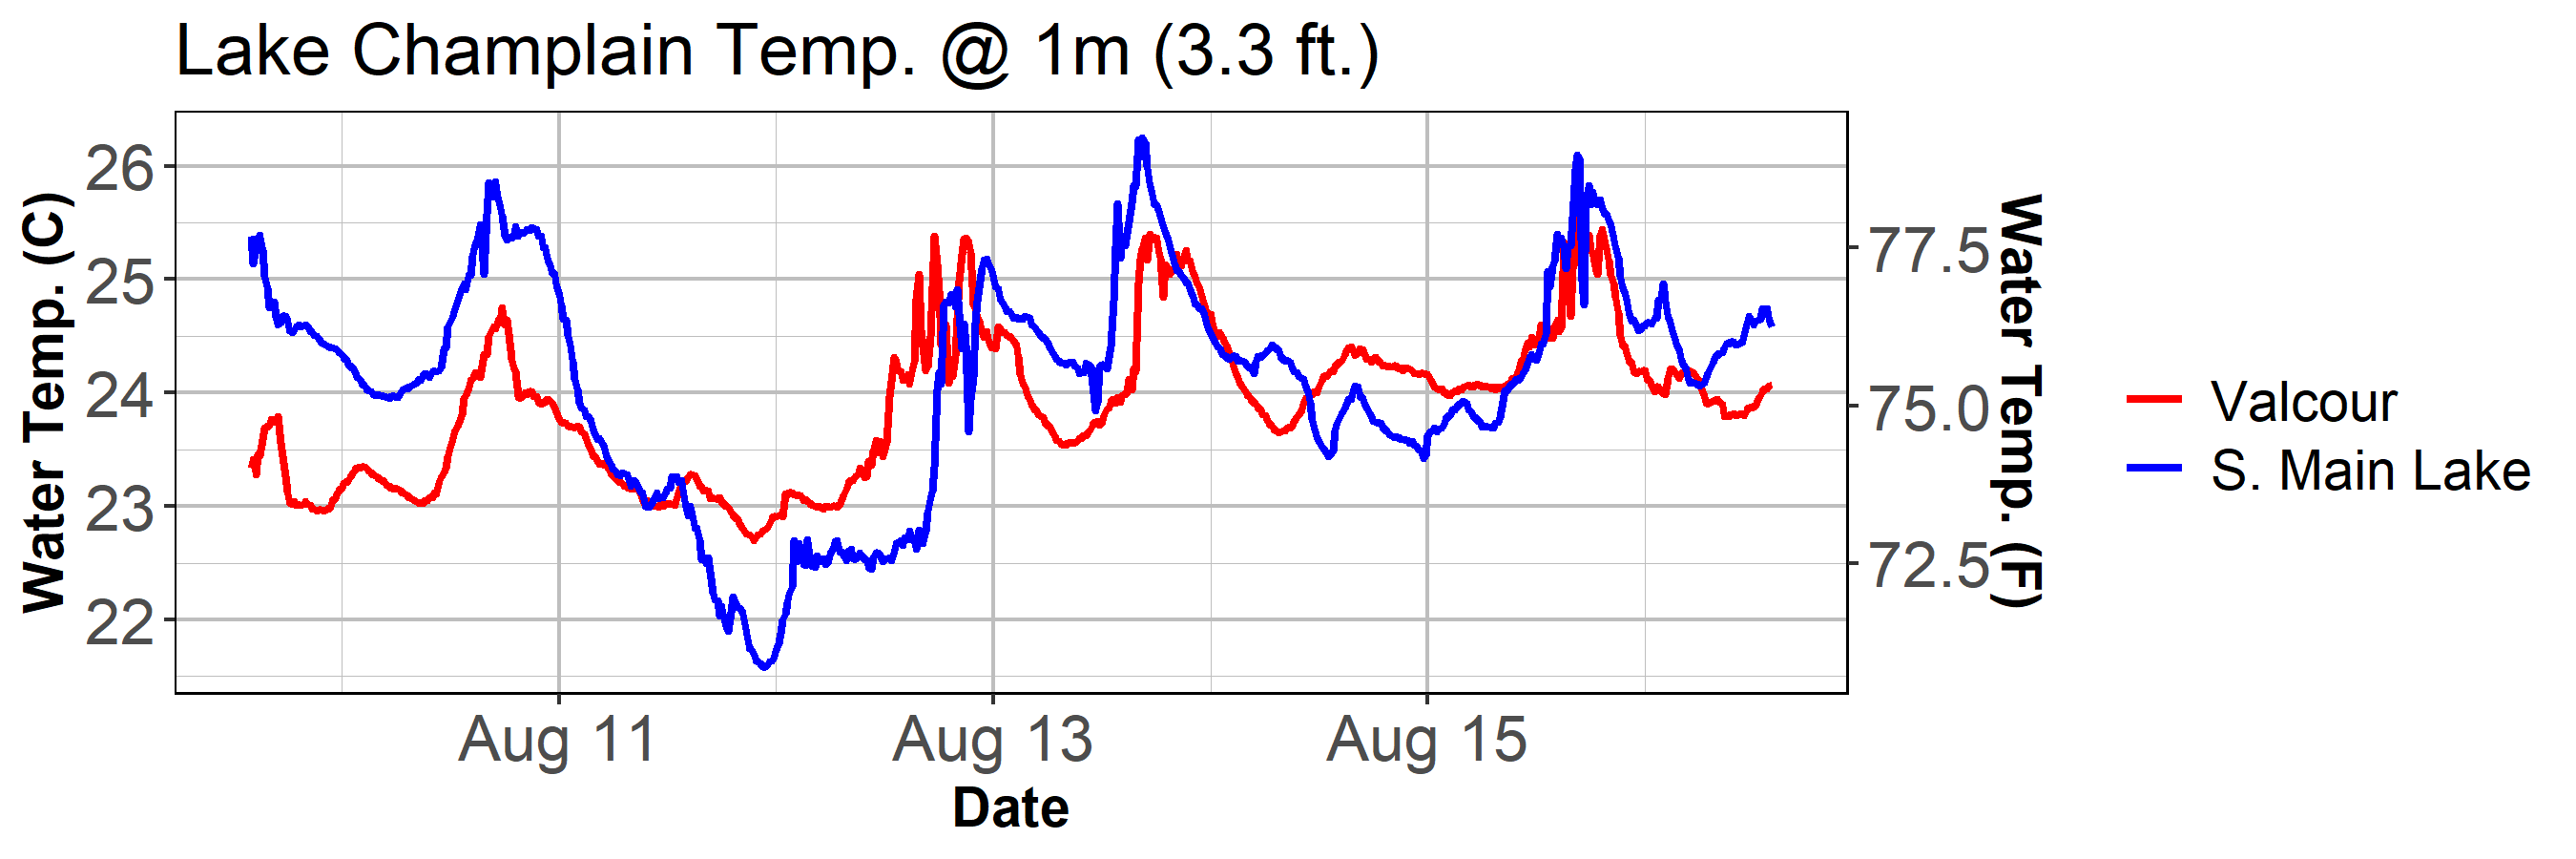 Lake Champlain Temp. @ 1m (3.3 ft.)
Water Temp. (C)
26
25
24
23
22
77.5
75.0
72.5
Water Temp. (F)
Aug 11
Aug 13
Aug 15
Date
Valcour
S. Main Lake